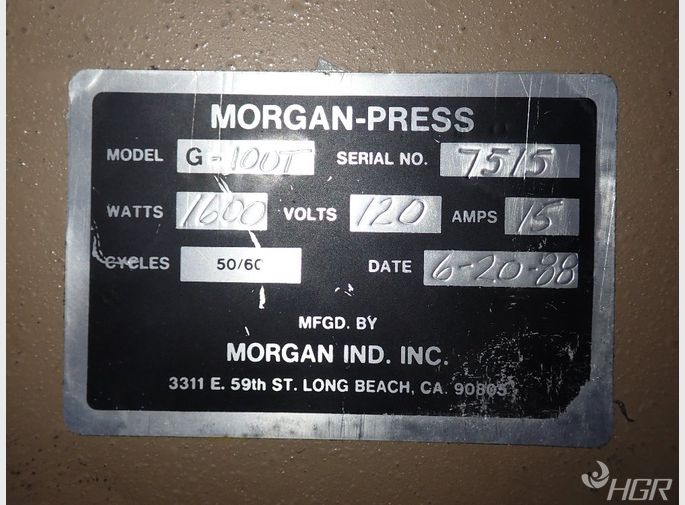 MORGAN-PRESS
MODEL G-100T SERIAL NO. 7515
WATTS 1600 VOLTS 120 AMPS 15
CYCLES 50/60 DATE 6-20-88
MFGD. BY
MORGAN IND. INC.
3311 E. 59th ST. LONG BEACH, CA. 90805
HGR